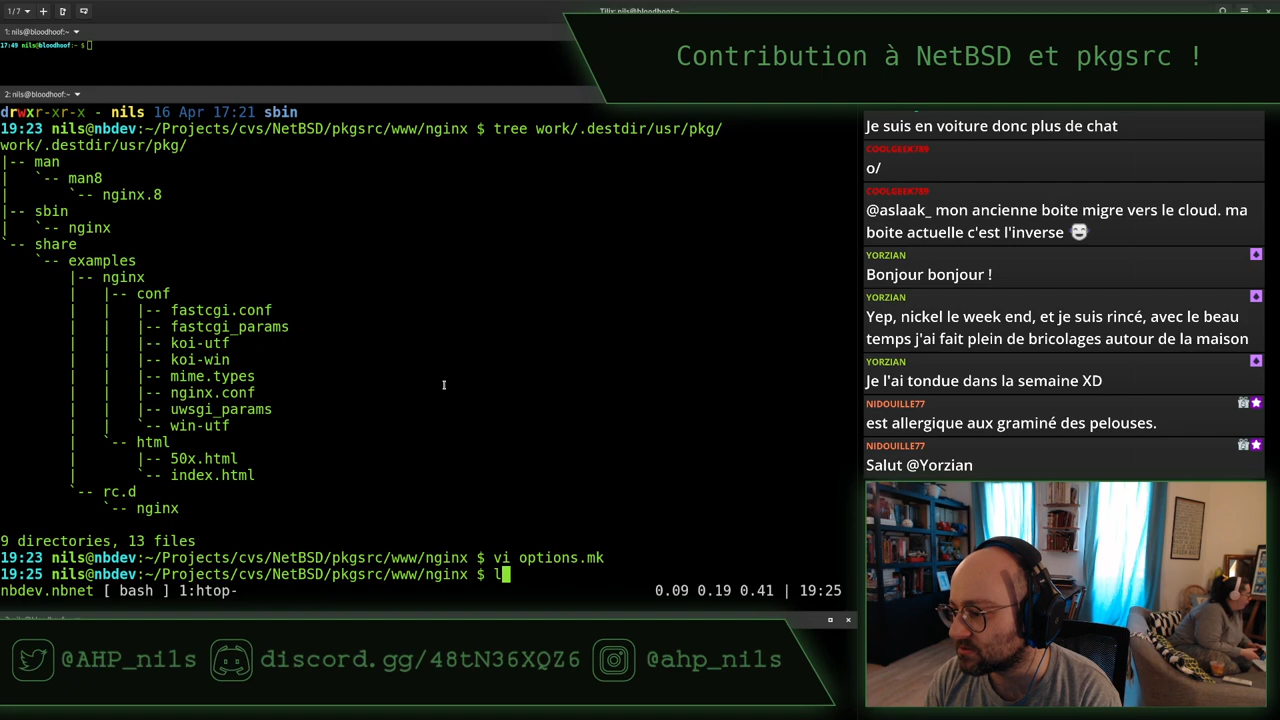 1/7
Tilix: nils@bloodhoof:~
1: nils@bloodhoof:~
17:49 nils@bloodhoof:~ $
Contribution à NetBSD et pkgsrc !
2: nils@bloodhoof:~
drwxr-xr-x - nils 16 Apr 17:21 sbin
19:23 nils@nbdev:~/Projects/cvs/NetBSD/pkgsrc/www/nginx $ tree work/.destdir/usr/pkg/
work/.destdir/usr/pkg/
|-- man
|   `-- man8
|       `-- nginx.8
|-- sbin
|   `-- nginx
`-- share
    `-- examples
        |-- nginx
        |   |-- conf
        |   |   |-- fastcgi.conf
        |   |   |-- fastcgi_params
        |   |   |-- koi-utf
        |   |   |-- koi-win
        |   |   |-- mime.types
        |   |   |-- nginx.conf
        |   |   |-- uwsgi_params
        |   |   `-- win-utf
        |   `-- html
        |       |-- 50x.html
        |       `-- index.html
        `-- rc.d
            `-- nginx
9 directories, 13 files
19:23 nils@nbdev:~/Projects/cvs/NetBSD/pkgsrc/www/nginx $ vi options.mk
19:25 nils@nbdev:~/Projects/cvs/NetBSD/pkgsrc/www/nginx $ l
nbdev.nbnet [ bash ] 1:htop- 0.09 0.19 0.41 | 19:25
Je suis en voiture donc plus de chat
COOLGEEK789
o/
COOLGEEK789
@aslaak_ mon ancienne boite migre vers le cloud. ma
boite actuelle c'est l'inverse
YORZIAN
Bonjour bonjour !
YORZIAN
Yep, nickel le week end, et je suis rincé, avec le beau
temps j'ai fait plein de bricolages autour de la maison
YORZIAN
Je l'ai tondue dans la semaine XD
NIDOUILLE77
est allergique aux graminé des pelouses.
NIDOUILLE77
Salut @Yorzian
@AHP_nils
discord.gg/48tN36XQZ6
@ahp_nils